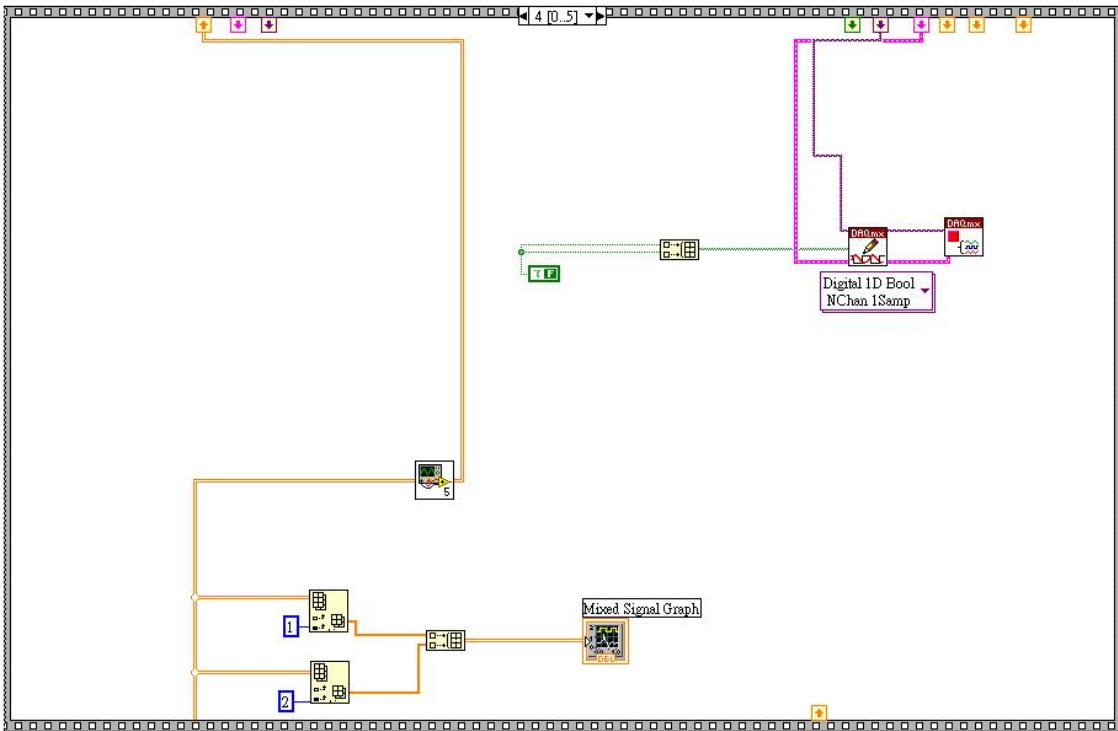 4 [0..5]
DAQmx
DAQmx
F
Digital 1D Bool
NChan 1Samp
5
Mixed Signal Graph
1
DBL
2